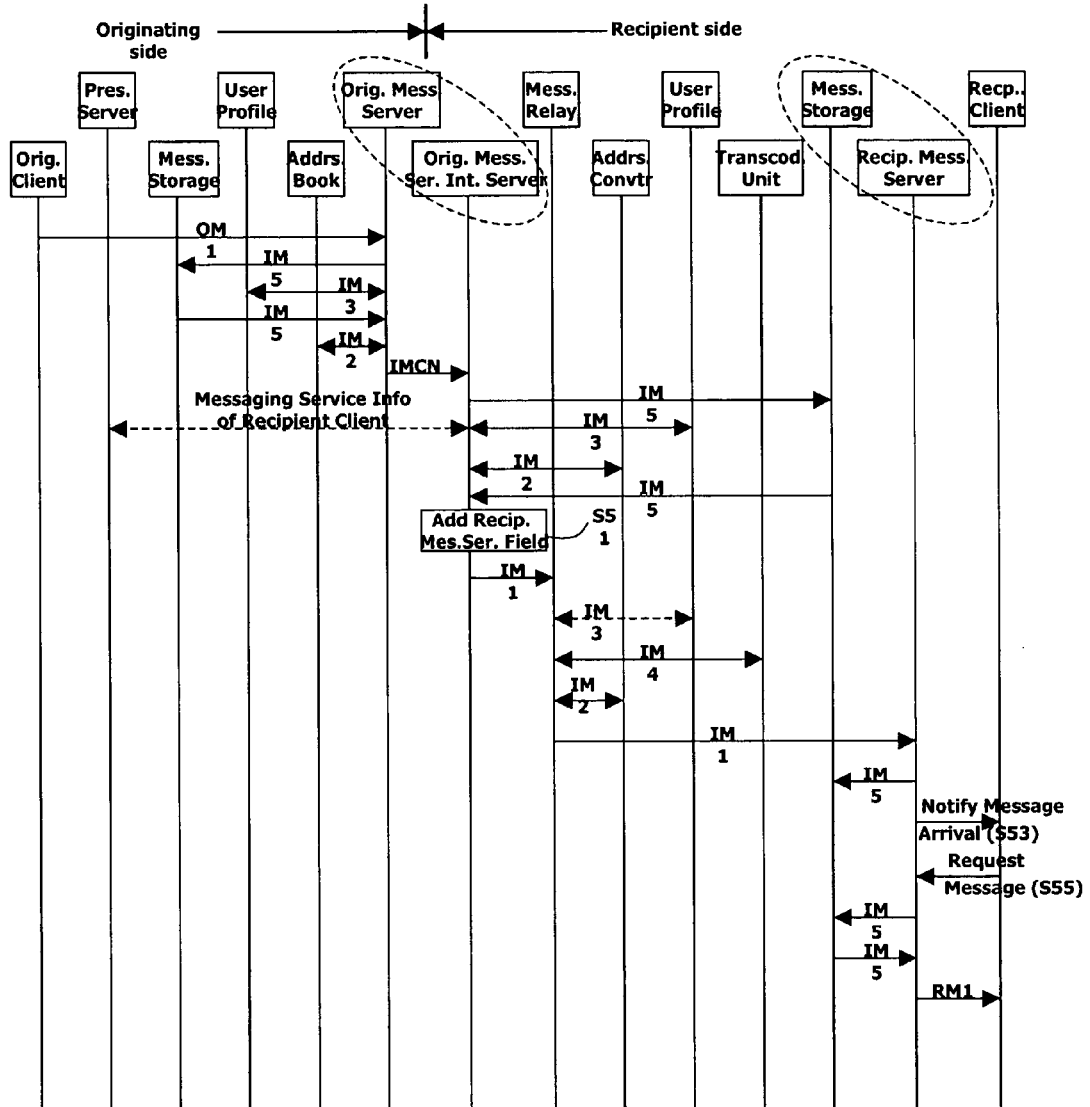 Originating
side
Recipient side
Pres.
Server
User
Profile
Orig. Mess.
Server
Mess.
Relay
User
Profile
Mess.
Storage
Recp..
Client
Orig.
Client
Mess.
Storage
Addrs.
Book
Orig. Mess.
Ser. Int. Server
Addrs.
Convtr
Transcod.
Unit
Recip. Mess.
Server
OM
1
IM
5
IM
3
IM
5
IM
2
IMCN
Messaging Service Info
of Recipient Client
IM
5
IM
3
IM
2
IM
5
Add Recip.
Mes.Ser. Field
S5
1
IM
1
IM
3
IM
4
IM
2
IM
1
IM
5
Notify Message
Arrival (S53)
Request
Message (S55)
IM
5
IM
5
RM1